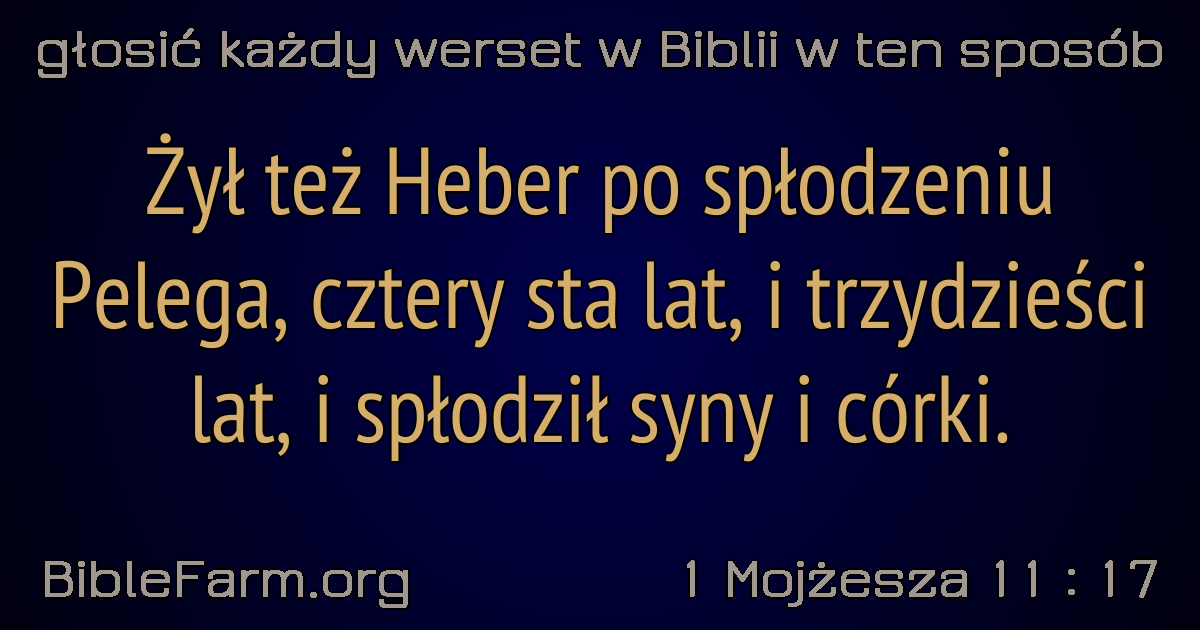 głosić każdy werset w Biblii w ten sposób
Żył też Heber po spłodzeniu
Pelega, cztery sta lat, i trzydzieści
lat, i spłodził syny i córki.
BibleFarm.org
1 Mojżesza 11 : 17